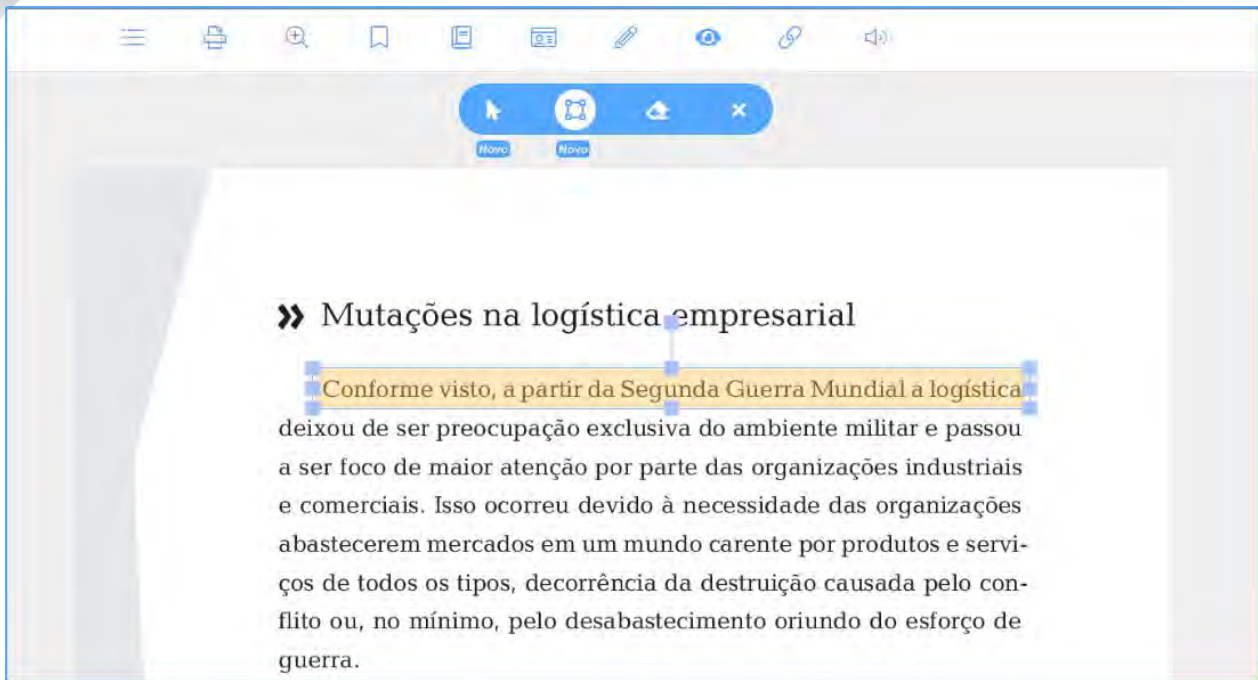 Novo Novo
Mutações na logística empresarial
Conforme visto, a partir da Segunda Guerra Mundial a logística
deixou de ser preocupação exclusiva do ambiente militar e passou
a ser foco de maior atenção por parte das organizações industriais
e comerciais. Isso ocorreu devido à necessidade das organizações
abastecerem mercados em um mundo carente por produtos e servi-
ços de todos os tipos, decorrência da destruição causada pelo con-
flito ou, no mínimo, pelo desabastecimento oriundo do esforço de
guerra.